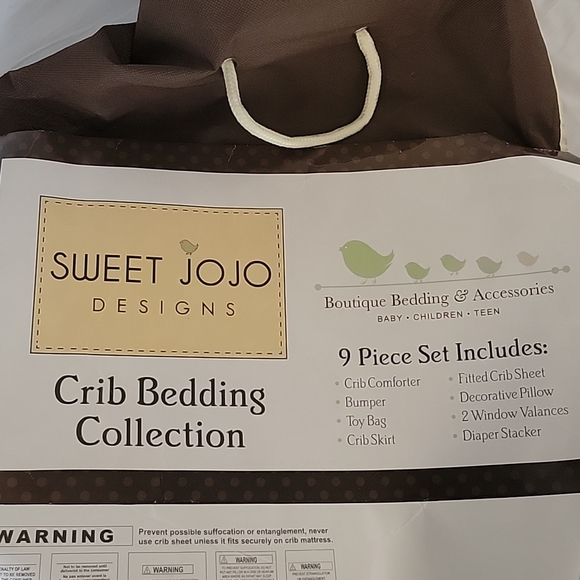 SWEET JOJO
DESIGNS
Crib Bedding
Collection
Boutique Bedding & Accessories
BABY • CHILDREN • TEEN
9 Piece Set Includes:
• Crib Comforter
• Bumper
• Toy Bag
• Crib Skirt
• Fitted Crib Sheet
• Decorative Pillow
• 2 Window Valances
• Diaper Stacker
WARNING
Prevent possible suffocation or entanglement, never
use crib sheet unless it fits securely on crib mattress.
WARNING
WARNING
WARNING